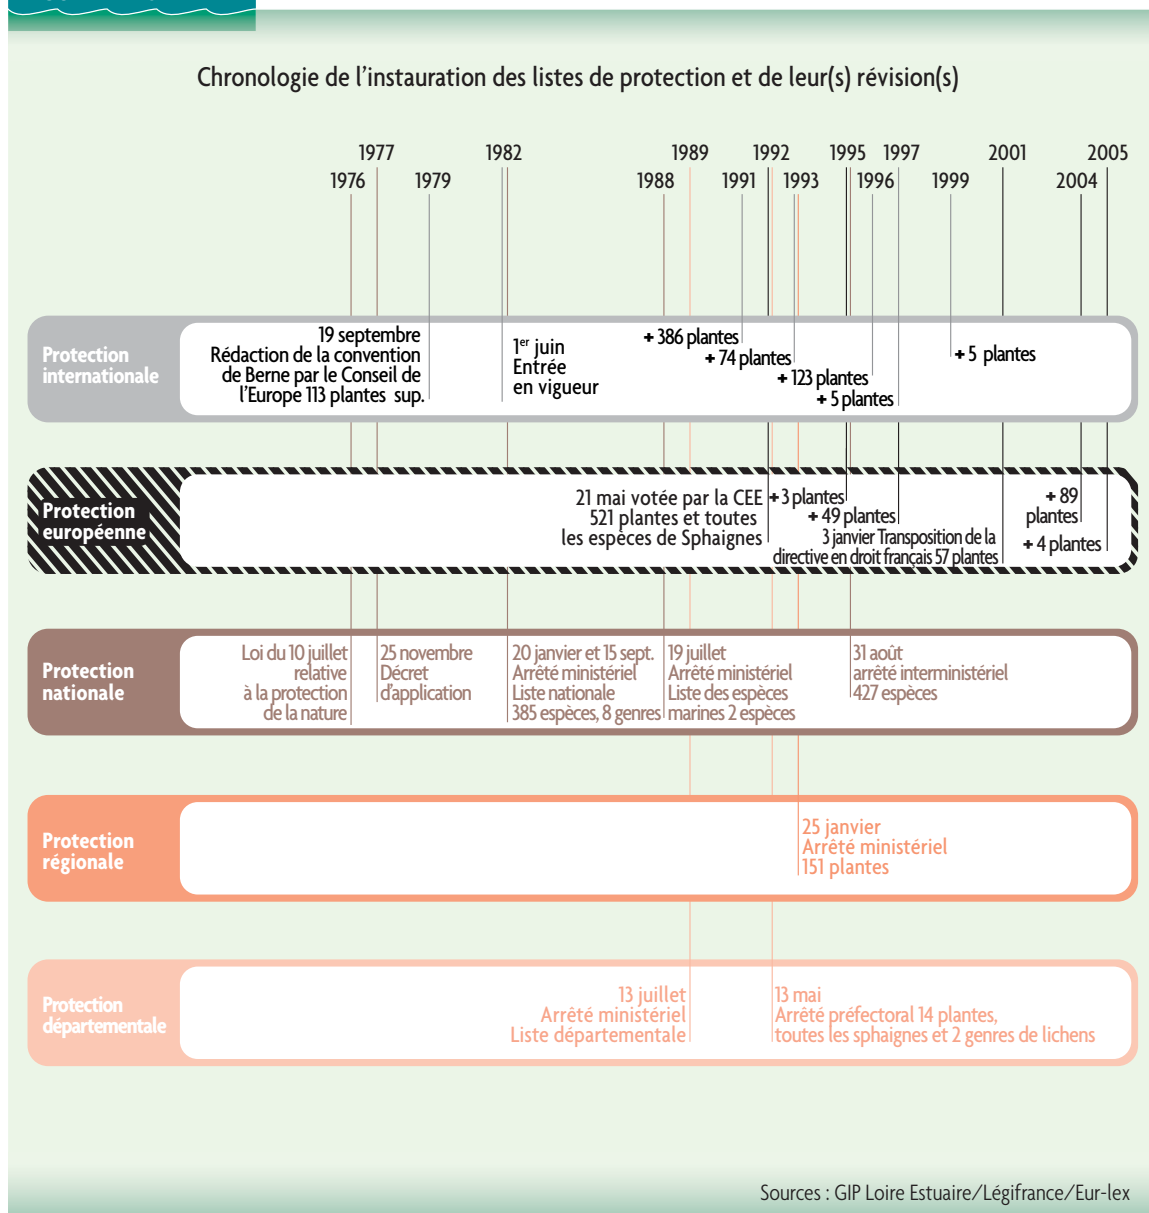 Chronologie de l'instauration des listes de protection et de leur(s) révision(s)
1977 1982 1989 1992 1995 1997 2001 2005
1976 1979 1988 1991 1993 1996 1999 2004
Protection
internationale
19 septembre
Rédaction de la convention
de Berne par le Conseil de
l'Europe 113 plantes sup.
1er juin
Entrée
en vigueur
+ 386 plantes
+ 74 plantes
+ 123 plantes
+ 5 plantes
+ 5 plantes
Protection
européenne
21 mai votée par la CEE
521 plantes et toutes
les espèces de Sphaignes
+ 3 plantes
+ 49 plantes
3 janvier Transposition de la
directive en droit français 57 plantes
+ 89
plantes
+ 4 plantes
Protection
nationale
Loi du 10 juillet
relative
à la protection
de la nature
25 novembre
Décret
d'application
20 janvier et 15 sept.
Arrêté ministériel
Liste nationale
385 espèces, 8 genres
19 juillet
Arrêté ministériel
Liste des espèces
marines 2 espèces
31 août
arrêté interministériel
427 espèces
Protection
régionale
25 janvier
Arrêté ministériel
151 plantes
Protection
départementale
13 juillet
Arrêté ministériel
Liste départementale
13 mai
Arrêté préfectoral 14 plantes,
toutes les sphaignes et 2 genres de lichens
Sources : GIP Loire Estuaire/Légifrance/Eur-lex